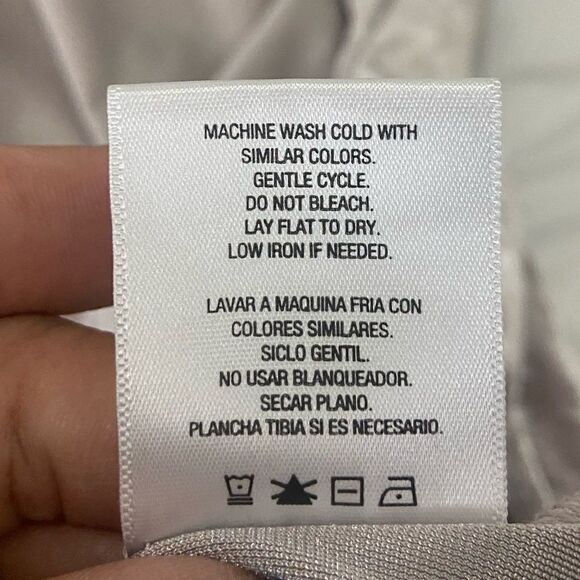 MACHINE WASH COLD WITH
SIMILAR COLORS.
GENTLE CYCLE.
DO NOT BLEACH.
LAY FLAT TO DRY.
LOW IRON IF NEEDED.
LAVAR A MAQUINA FRIA CON
COLORES SIMILARES.
SICLO GENTIL.
NO USAR BLANQUEADOR.
SECAR PLANO.
PLANCHA TIBIA SI ES NECESARIO.